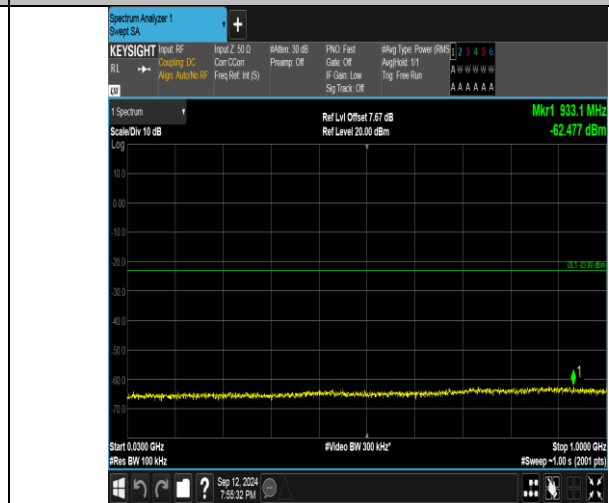 Spectrum Analyzer 1
Swept SA
+
KEYSIGHT Input: RF Input Z: 50 Ω #Atten: 30 dB PNO: Fast #Avg Type: Power (RMS 1 2 3 4 5 6
RL Coupling: DC Corr CCorr Preamp: Off Gate: Off Avg|Hold: 1/1 A W W W W W
Align: Auto/No RF Freq Ref: Int (S) IF Gain: Low Trig: Free Run
Sig Track: Off A A A A A A
1 Spectrum Ref Lvl Offset 7.67 dB Mkr1 933.1 MHz
Scale/Div 10 dB Ref Level 20.00 dBm -62.477 dBm
Log
10.0
0.00
-10.0
-20.0 DL1 -23.00 dBm
-30.0
-40.0
-50.0
1
-60.0
-70.0
Start 0.0300 GHz #Video BW 300 kHz* Stop 1.0000 GHz
#Res BW 100 kHz #Sweep ~1.00 s (2001 pts)
? Sep 12, 2024
7:55:32 PM